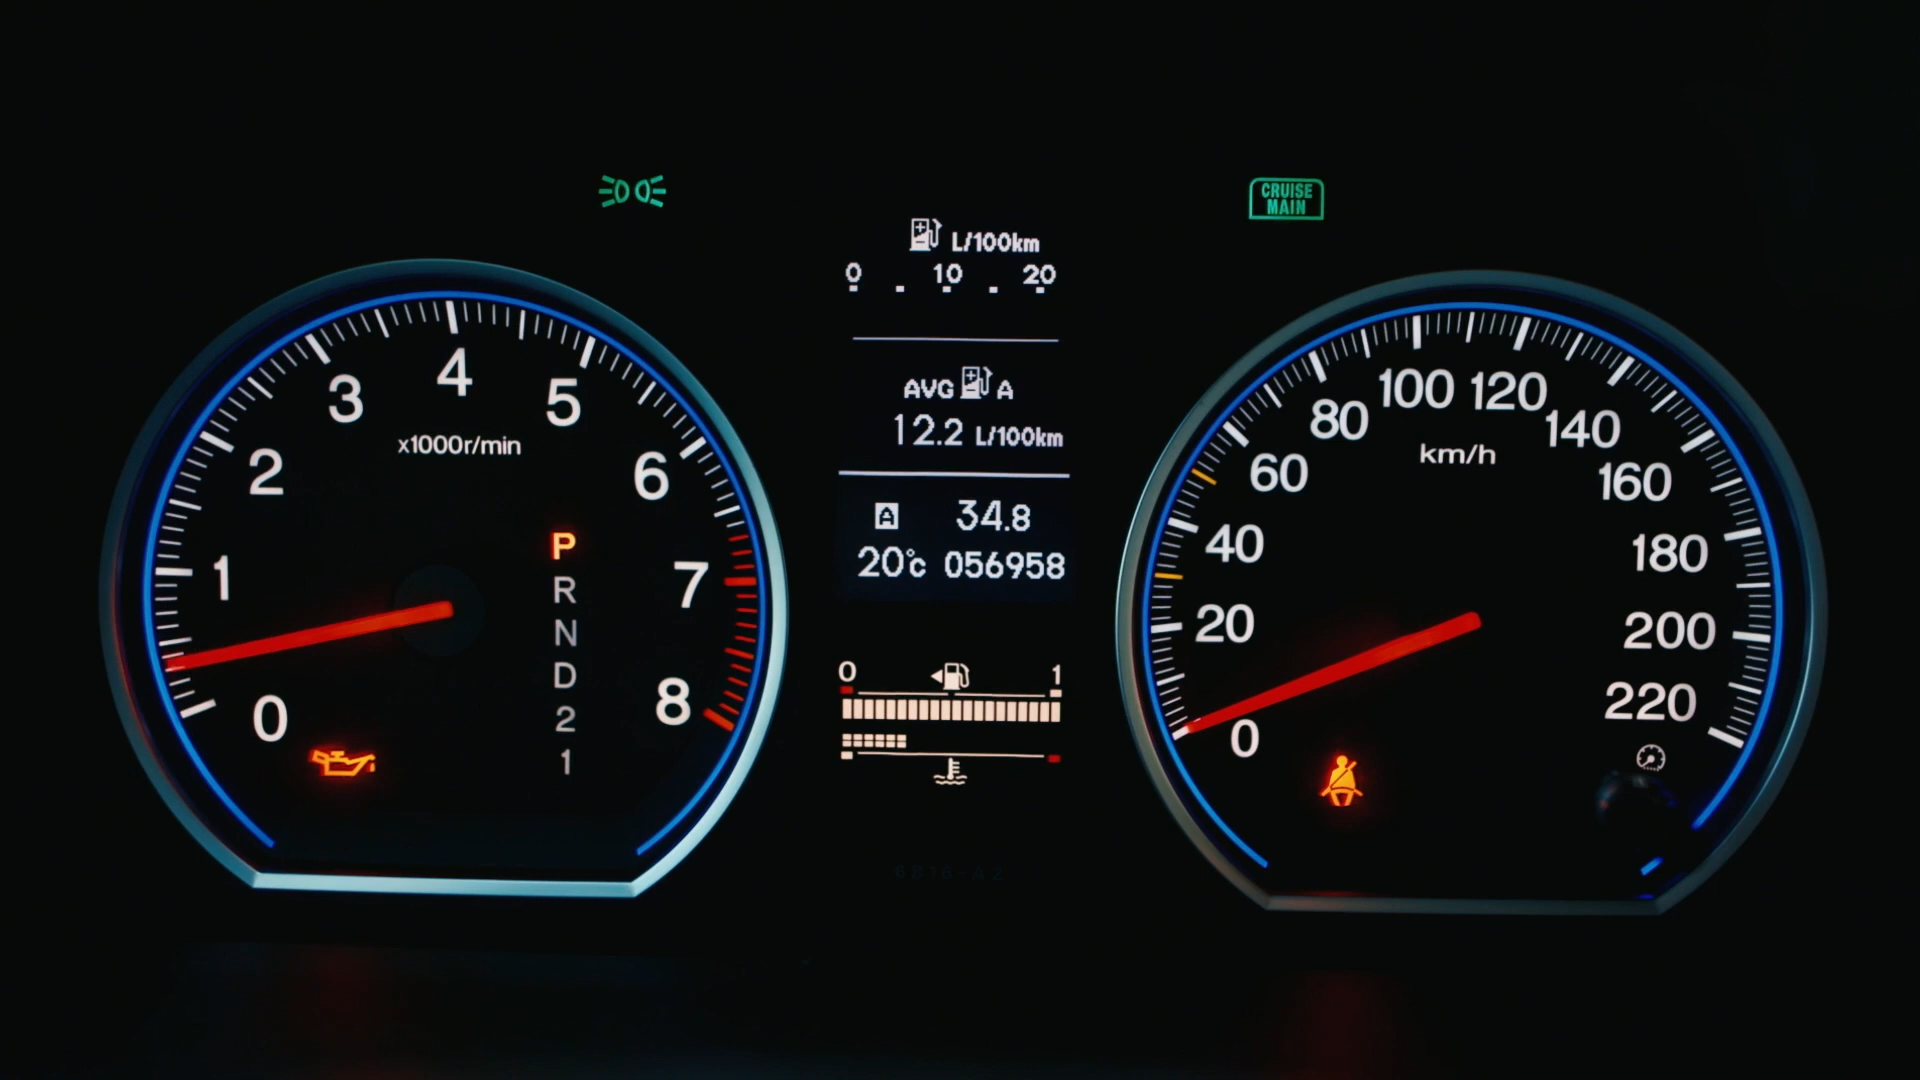 CRUISE
MAIN
L/100km
0 10 20
AVG A
12.2 L/100km
A 34.8
20°C 056958
0 1
0 1 2 3 4 5 6 7 8
x1000r/min
P
R
N
D
2
1
0 20 40 60 80 100 120 140 160 180 200 220
km/h